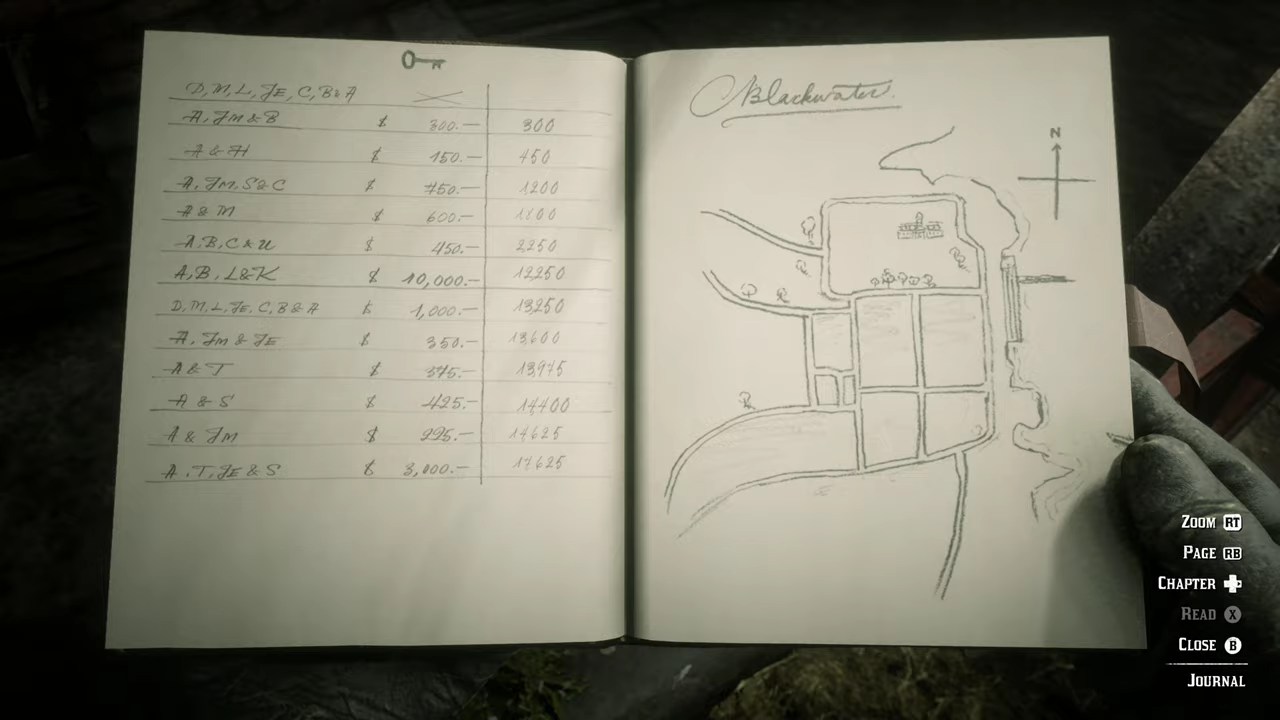 D, M, L, JE, C, B & A
A, JM & B $ 300.— 300
A & H $ 150.— 450
A, JM, S & C $ 750.— 1200
A & M $ 600.— 1800
A, B, C & U $ 450.— 2250
A, B, L & K $ 10,000.— 12250
D, M, L, JE, C, B & A $ 1,000.— 13250
A, JM & JE $ 350.— 13600
A & T $ 375.— 13975
A & S $ 425.— 14400
A & JM $ 225.— 14625
A, T, JE & S $ 3,000.— 17625
Blackwater
N
ZOOM RT
PAGE RB
CHAPTER
READ X
CLOSE B
JOURNAL